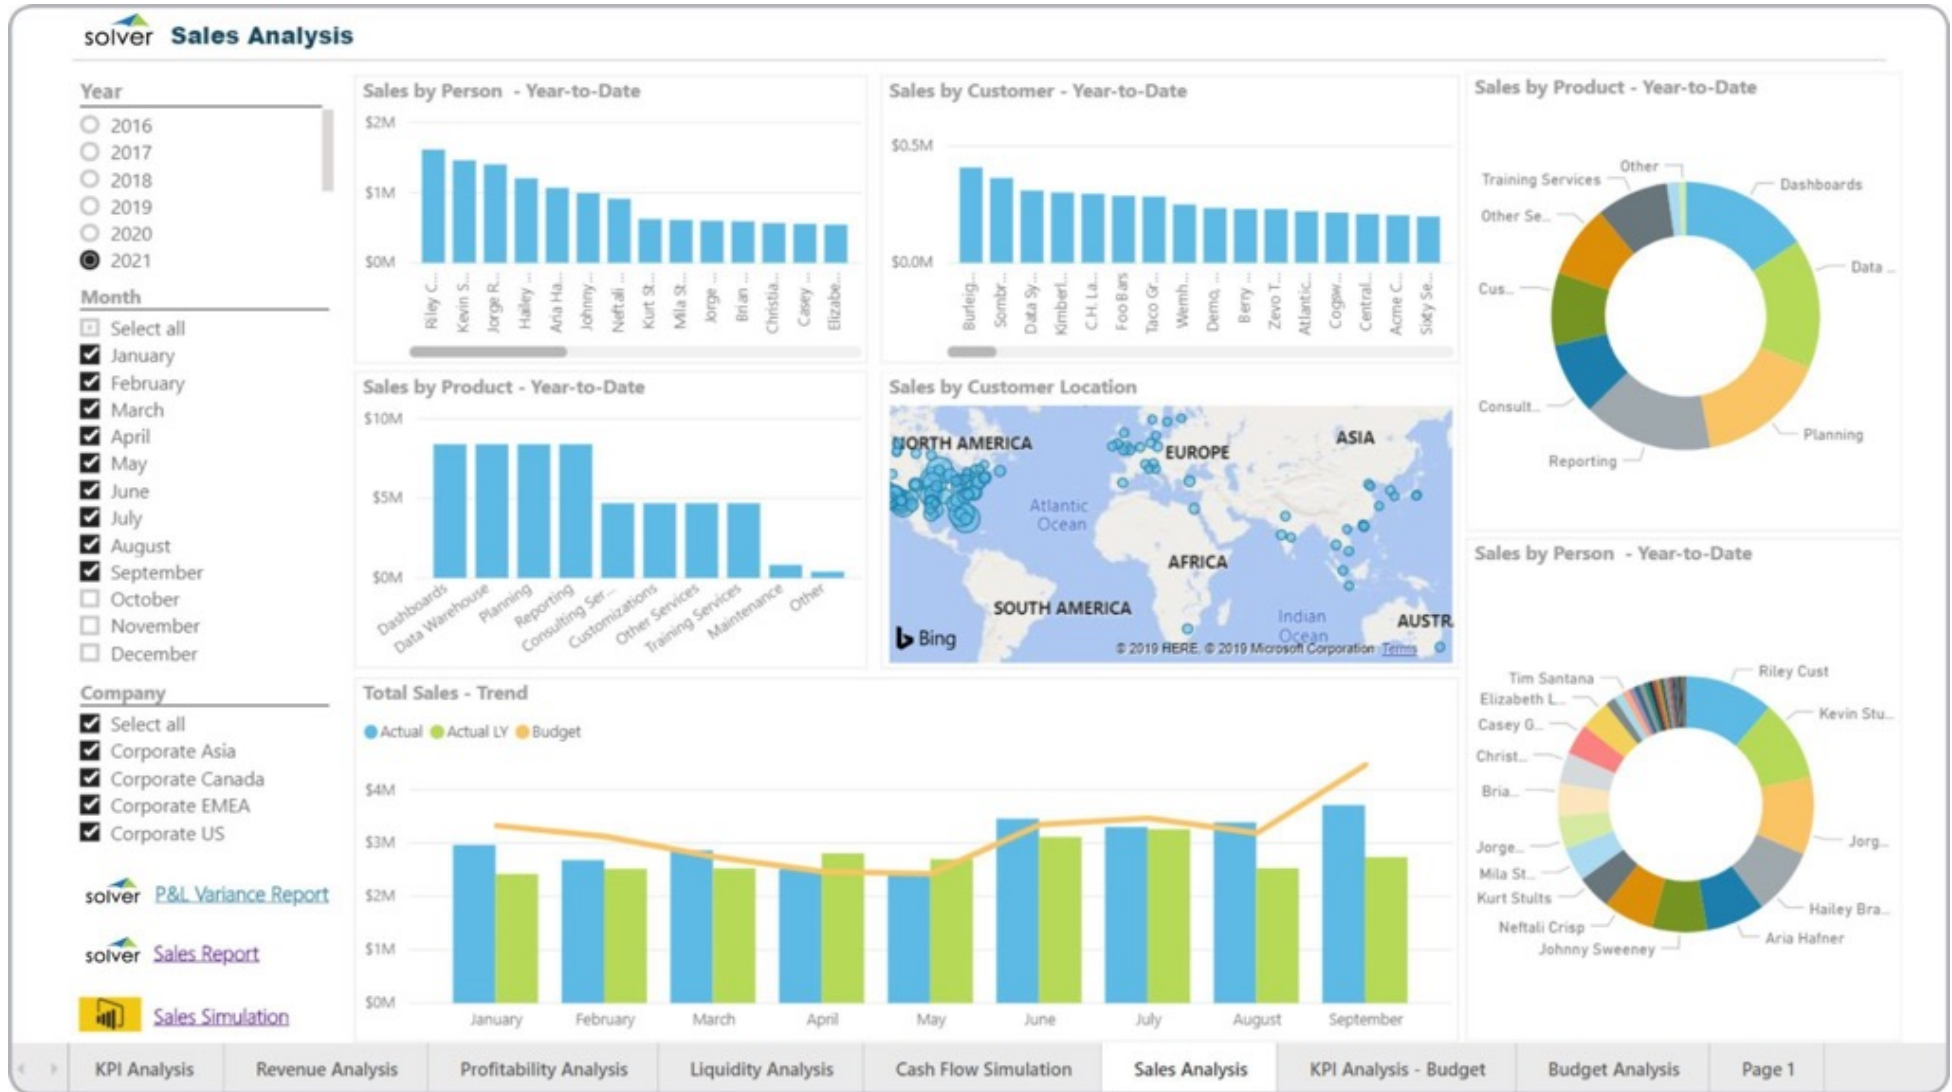 solver Sales Analysis
Year
2016
2017
2018
2019
2020
2021
Month
Select all
January
February
March
April
May
June
July
August
September
October
November
December
Company
Select all
Corporate Asia
Corporate Canada
Corporate EMEA
Corporate US
solver P&L Variance Report
solver Sales Report
Sales Simulation
Sales by Person - Year-to-Date
$2M
$1M
$0M
Riley C...
Kevin S...
Jorge R...
Hailey ...
Aria Ha...
Johnny ...
Neftali ...
Kurt St...
Mila St...
Jorge ...
Brian ...
Christia...
Casey ...
Elizabe...
Sales by Customer - Year-to-Date
$0.5M
$0.0M
Burleig...
Sombr...
Data Sy...
Kimberl...
C.H. La...
Foo Bars
Taco Gr...
Wernh...
Demo, ...
Berry ...
Zevo T...
Atlantic...
Cogsw...
Central...
Acme C...
Sixty Se...
Sales by Product - Year-to-Date
Other
Training Services
Dashboards
Other Se...
Data ...
Cus...
Consult...
Planning
Reporting
Sales by Product - Year-to-Date
$10M
$5M
$0M
Dashboards
Data Warehouse
Planning
Reporting
Consulting Ser...
Customizations
Other Services
Training Services
Maintenance
Other
Sales by Customer Location
NORTH AMERICA
EUROPE
ASIA
Atlantic
Ocean
AFRICA
SOUTH AMERICA
Indian
Ocean
AUSTR
Bing
© 2019 HERE, © 2019 Microsoft Corporation Terms
Sales by Person - Year-to-Date
Tim Santana
Riley Cust
Elizabeth L...
Kevin Stu...
Casey G...
Christ...
Bria...
Jorg...
Jorge...
Mila St...
Kurt Stults
Hailey Bra...
Neftali Crisp
Aria Hafner
Johnny Sweeney
Total Sales - Trend
Actual Actual LY Budget
$4M
$3M
$2M
$1M
$0M
January February March April May June July August September
KPI Analysis Revenue Analysis Profitability Analysis Liquidity Analysis Cash Flow Simulation Sales Analysis KPI Analysis - Budget Budget Analysis Page 1